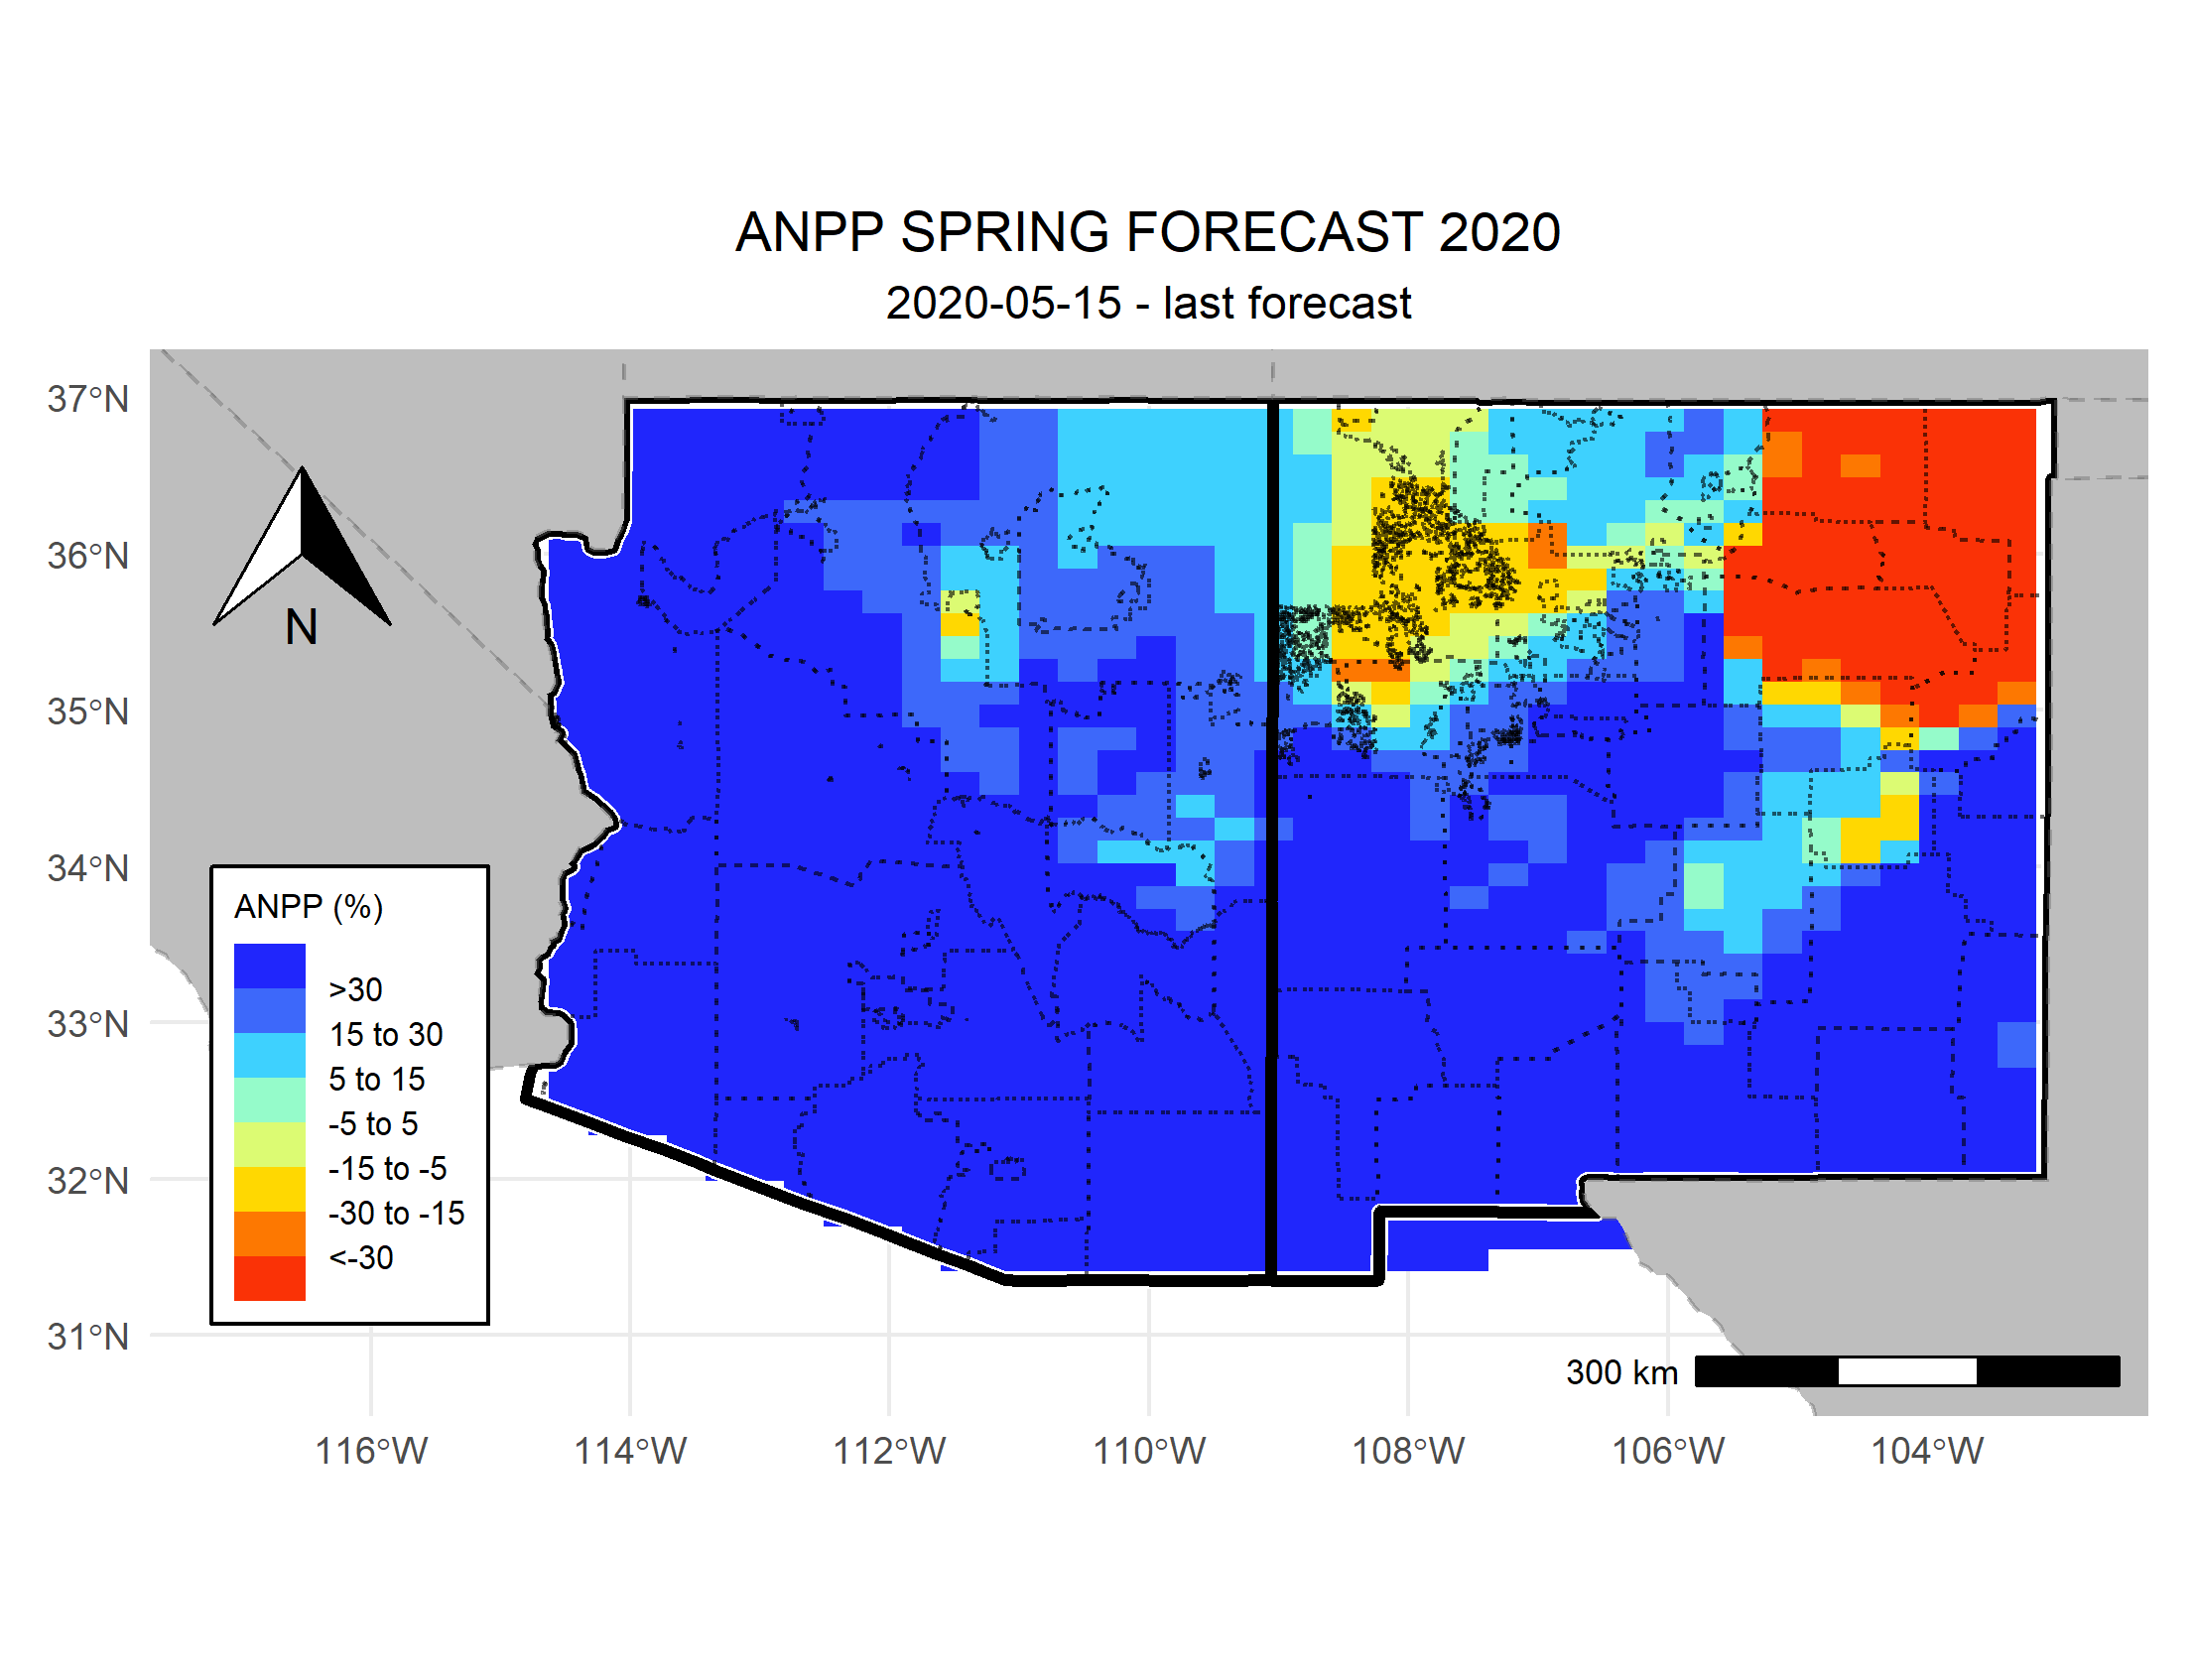 ANPP SPRING FORECAST 2020
2020-05-15 - last forecast
37°N
36°N
35°N
34°N
33°N
32°N
31°N
N
ANPP (%)
>30
15 to 30
5 to 15
-5 to 5
-15 to -5
-30 to -15
<-30
300 km
116°W
114°W
112°W
110°W
108°W
106°W
104°W